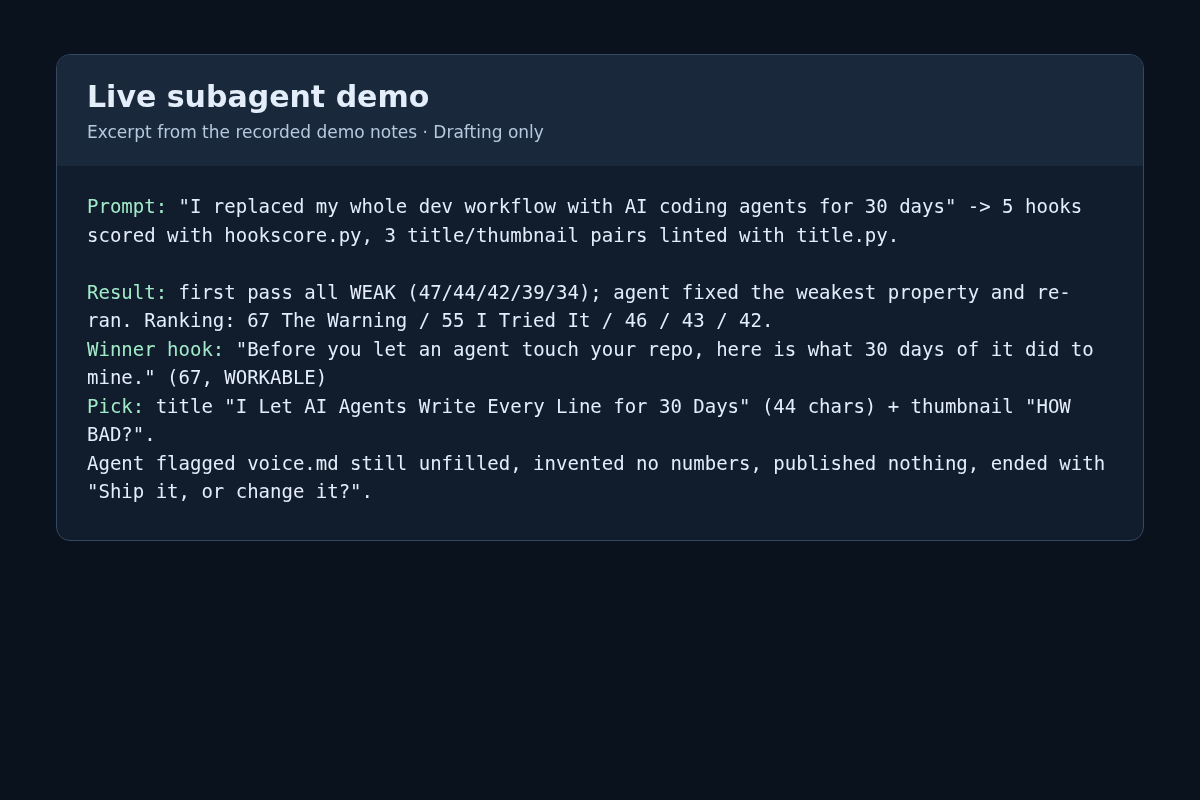 Live subagent demo
Excerpt from the recorded demo notes · Drafting only
Prompt: "I replaced my whole dev workflow with AI coding agents for 30 days" -> 5 hooks
scored with hookscore.py, 3 title/thumbnail pairs linted with title.py.
Result: first pass all WEAK (47/44/42/39/34); agent fixed the weakest property and re-
ran. Ranking: 67 The Warning / 55 I Tried It / 46 / 43 / 42.
Winner hook: "Before you let an agent touch your repo, here is what 30 days of it did to
mine." (67, WORKABLE)
Pick: title "I Let AI Agents Write Every Line for 30 Days" (44 chars) + thumbnail "HOW
BAD?".
Agent flagged voice.md still unfilled, invented no numbers, published nothing, ended with
"Ship it, or change it?".